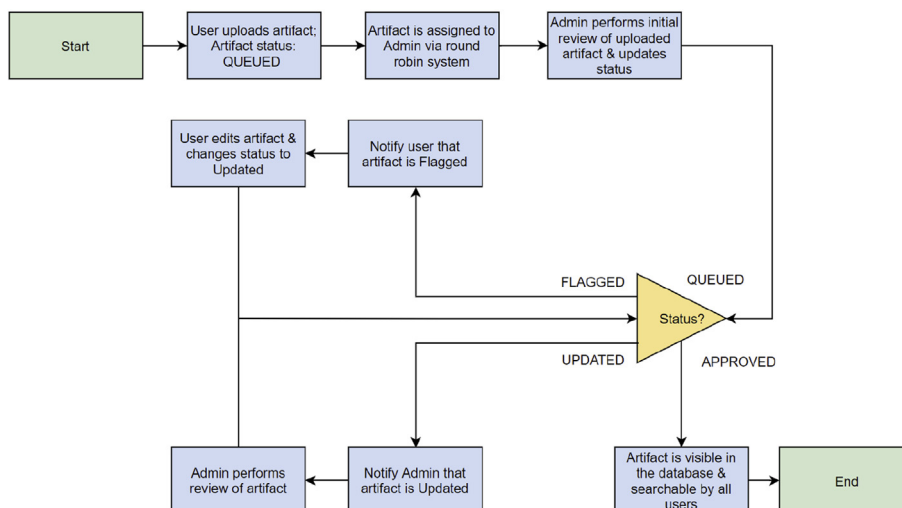 Start
User uploads artifact;
Artifact status:
QUEUED
Artifact is assigned to
Admin via round
robin system
Admin performs initial
review of uploaded
artifact & updates
status
User edits artifact &
changes status to
Updated
Notify user that
artifact is Flagged
FLAGGED
QUEUED
Status?
UPDATED
APPROVED
Admin performs
review of artifact
Notify Admin that
artifact is Updated
Artifact is visible in
the database &
searchable by all
users
End